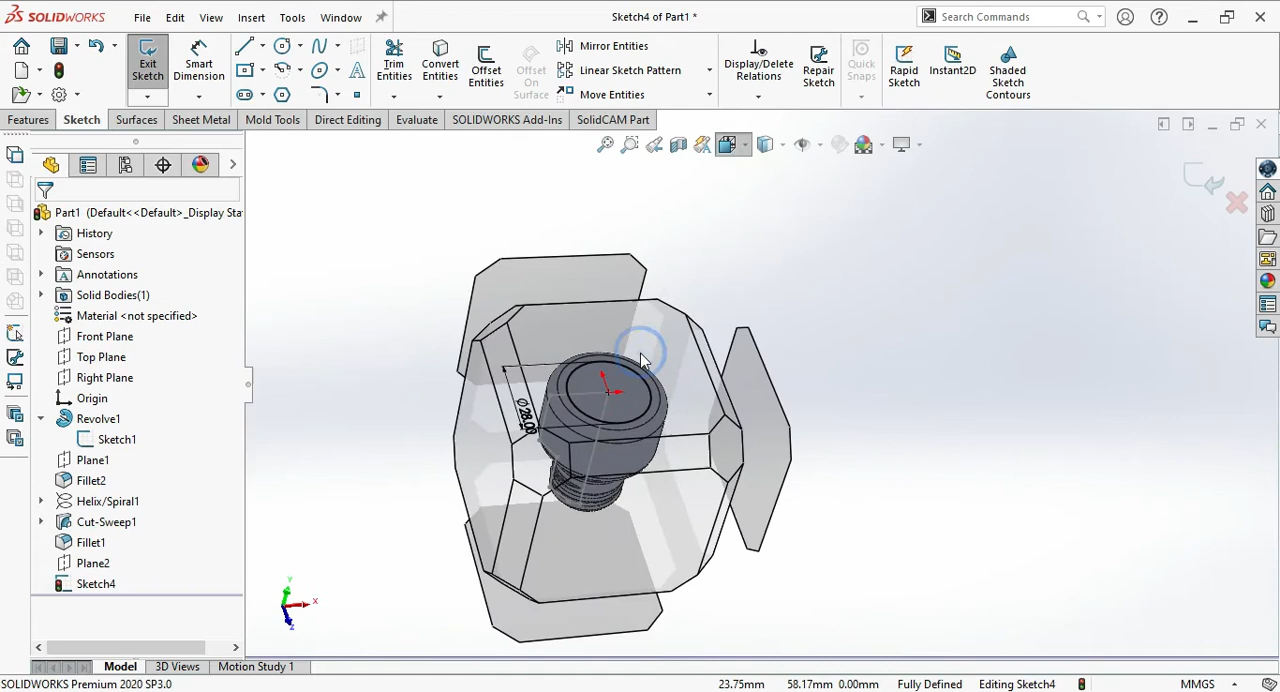 SOLIDWORKS File Edit View Insert Tools Window Sketch4 of Part1 * Search Commands
Exit Sketch
Smart Dimension
Trim Entities
Convert Entities
Offset Entities
Offset On Surface
Mirror Entities
Linear Sketch Pattern
Move Entities
Display/Delete Relations
Repair Sketch
Quick Snaps
Rapid Sketch
Instant2D
Shaded Sketch Contours
Features Sketch Surfaces Sheet Metal Mold Tools Direct Editing Evaluate SOLIDWORKS Add-Ins SolidCAM Part
Part1 (Default<<Default>_Display Sta
History
Sensors
Annotations
Solid Bodies(1)
Material <not specified>
Front Plane
Top Plane
Right Plane
Origin
Revolve1
Sketch1
Plane1
Fillet2
Helix/Spiral1
Cut-Sweep1
Fillet1
Plane2
Sketch4
Ø28.00
Y
X
Z
Model 3D Views Motion Study 1
SOLIDWORKS Premium 2020 SP3.0 23.75mm 58.17mm 0.00mm Fully Defined Editing Sketch4 MMGS